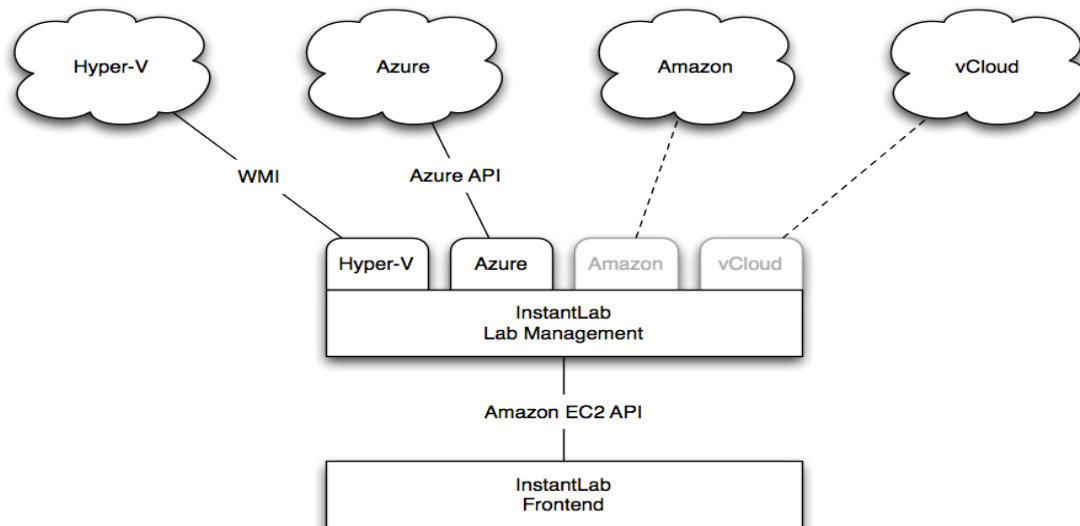 Hyper-V
Azure
Amazon
vCloud
WMI
Azure API
Hyper-V
Azure
Amazon
vCloud
InstantLab
Lab Management
Amazon EC2 API
InstantLab
Frontend